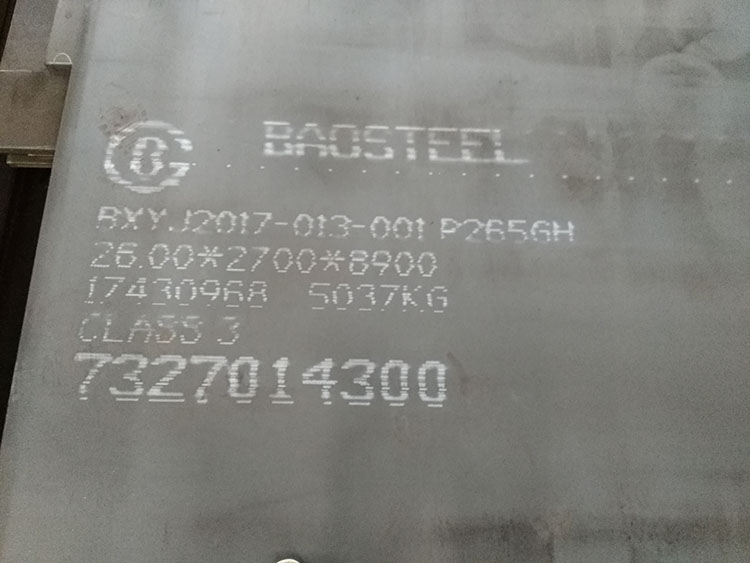 BAOSTEEL
BXYJ2017-013-001 P265GH
26.00*2700*8900
17430968 5037KG
CLASS 3
7327014300